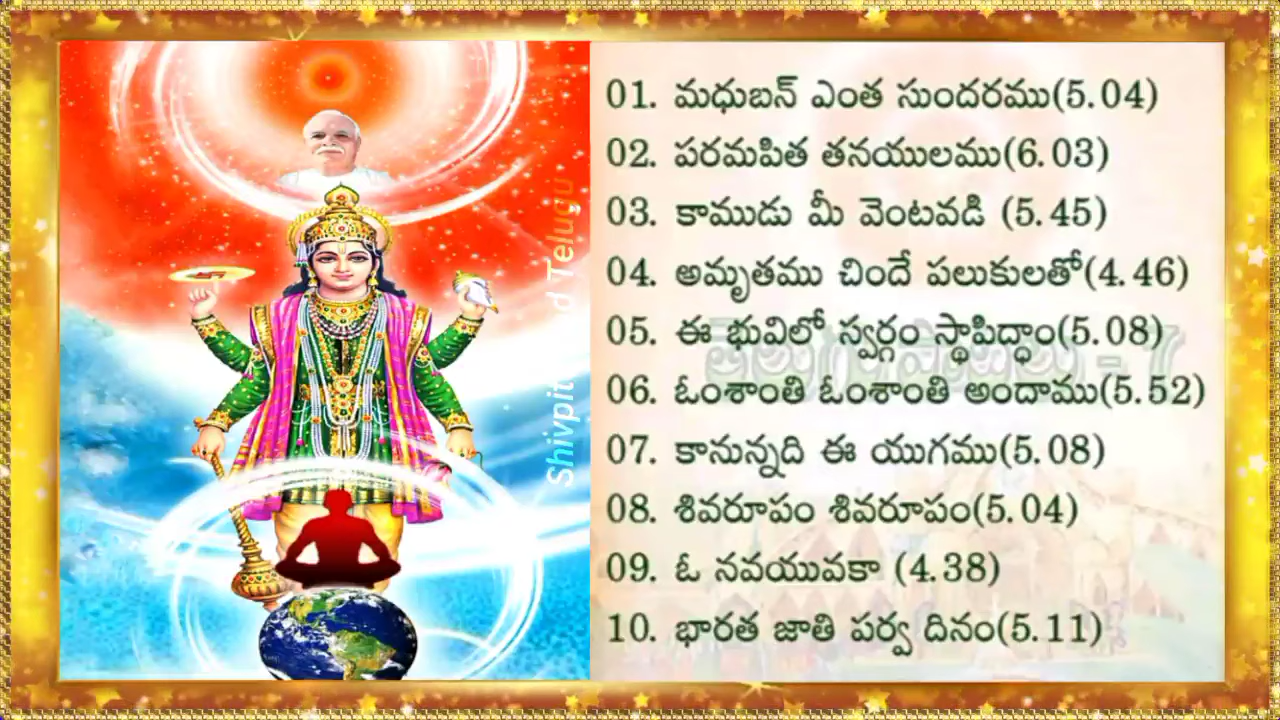 01. మధుబన్ ఎంత సుందరము(5.04)
02. పరమపిత తనయులము(6.03)
03. కాముడు మీ వెంటవడి (5.45)
04. అమృతము చిందే పలుకులతో(4.46)
05. ఈ భువిలో స్వర్గం స్థాపిద్ధాం(5.08)
06. ఓంశాంతి ఓంశాంతి అందాము(5.52)
07. కానున్నది ఈ యుగము(5.08)
08. శివరూపం శివరూపం(5.04)
09. ఓ నవయువకా (4.38)
10. భారత జాతి పర్వ దినం(5.11)
Telugu